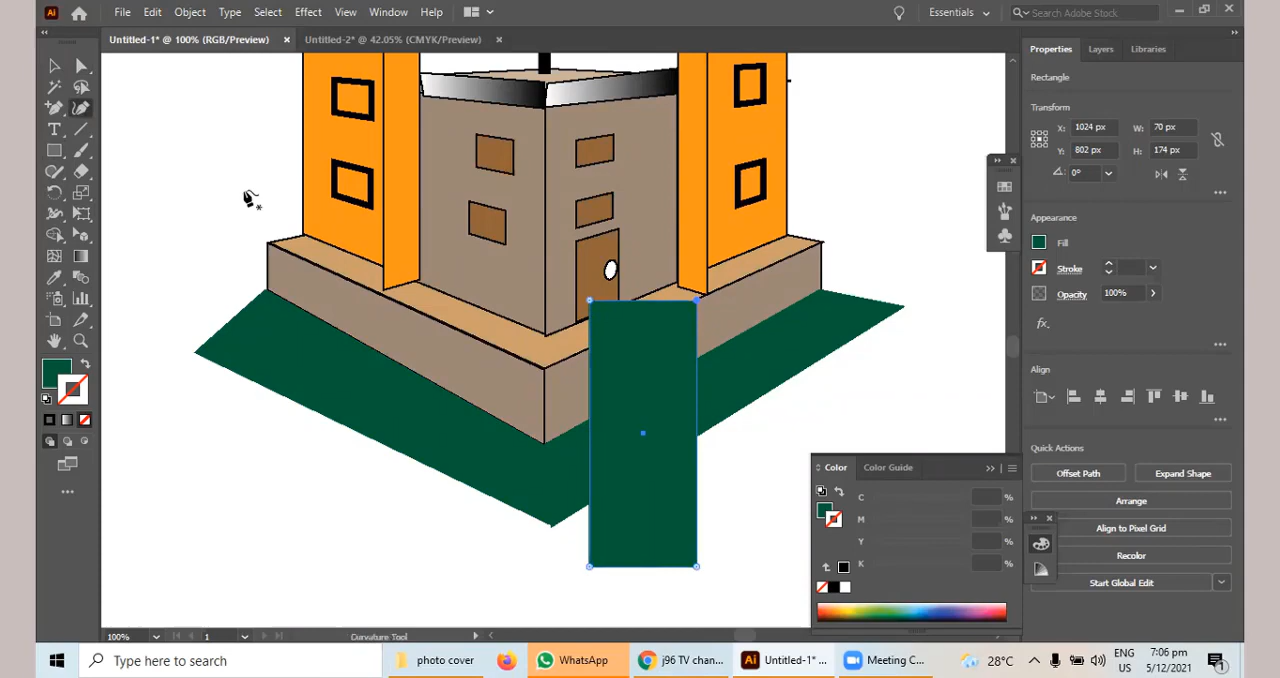 Ai File Edit Object Type Select Effect View Window Help Essentials Search Adobe Stock
Untitled-1* @ 100% (RGB/Preview) × Untitled-2* @ 42.05% (CMYK/Preview) ×
Properties Layers Libraries
Rectangle
Transform
X: 1024 px W: 70 px
Y: 802 px H: 174 px
0°
Appearance
Fill
Stroke
Opacity 100%
fx.
Align
Quick Actions
Offset Path Expand Shape
Arrange
Align to Pixel Grid
Recolor
Start Global Edit
Color Color Guide
C %
M %
Y %
K %
100% 1 Curvature Tool
Type here to search photo cover WhatsApp j96 TV chan... Ai Untitled-1*... Meeting C... 28°C ENG 7:06 pm
US 5/12/2021 1